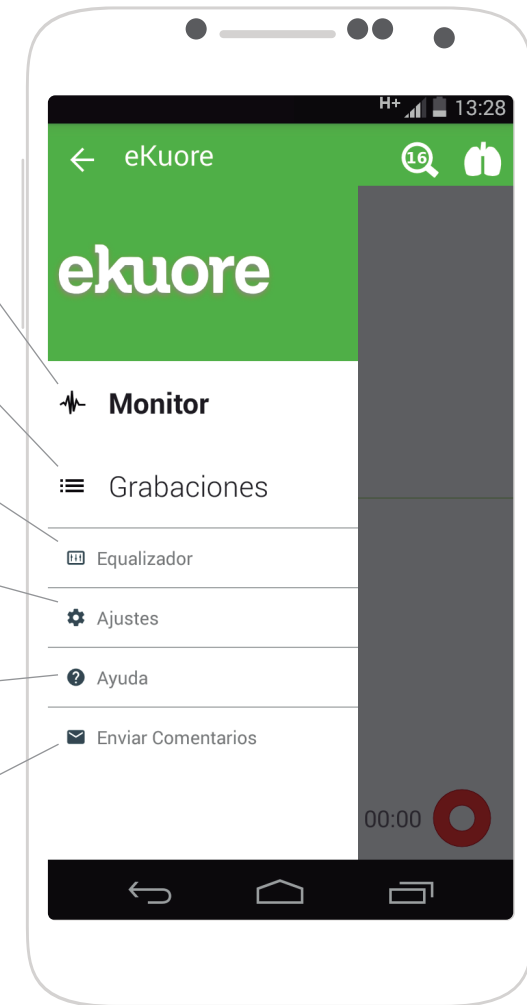 H+ 13:28
eKuore
16
ekuore
Monitor
Grabaciones
Equalizador
Ajustes
Ayuda
Enviar Comentarios
00:00